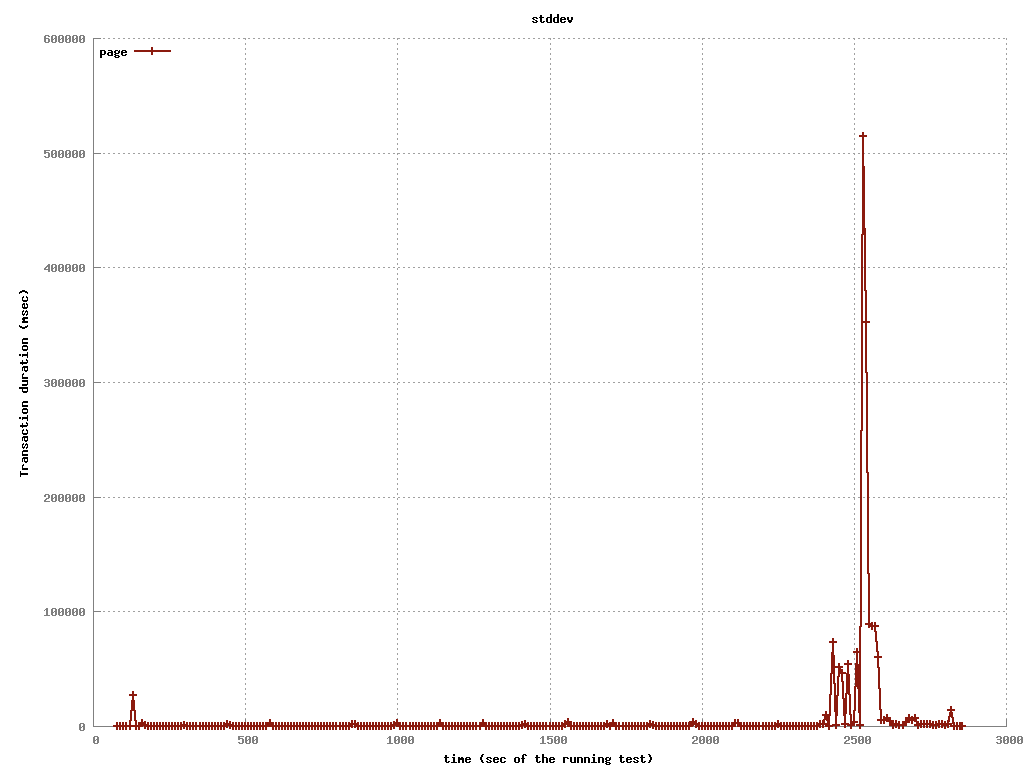 stddev
600000
page
500000
400000
300000
200000
100000
0
Transaction duration (msec)
0 500 1000 1500 2000 2500 3000
time (sec of the running test)